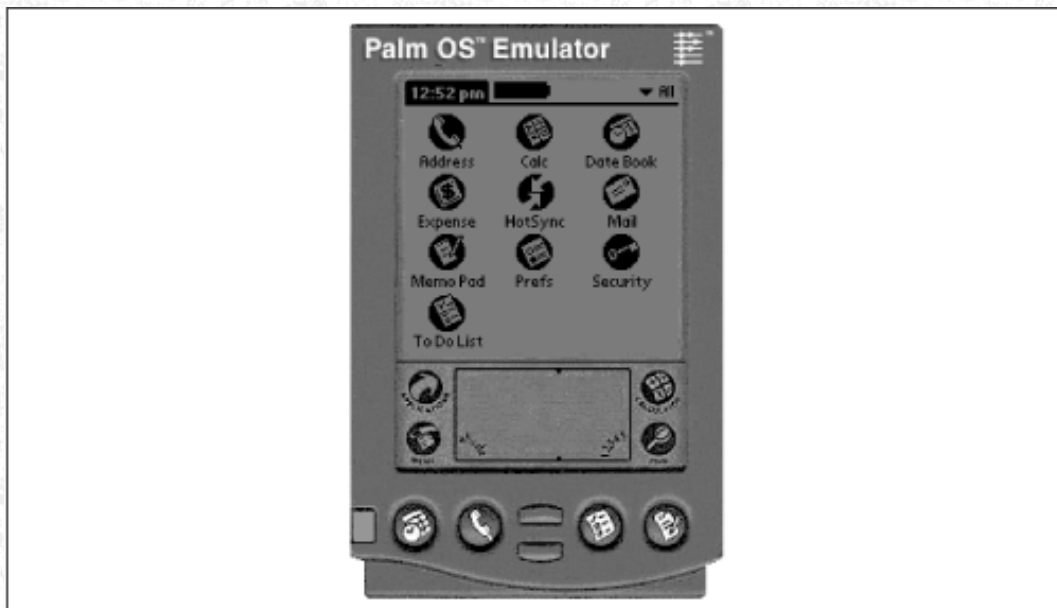 Palm OS™ Emulator
12:52 pm
All
Address Calc Date Book
Expense HotSync Mail
Memo Pad Prefs Security
To Do List